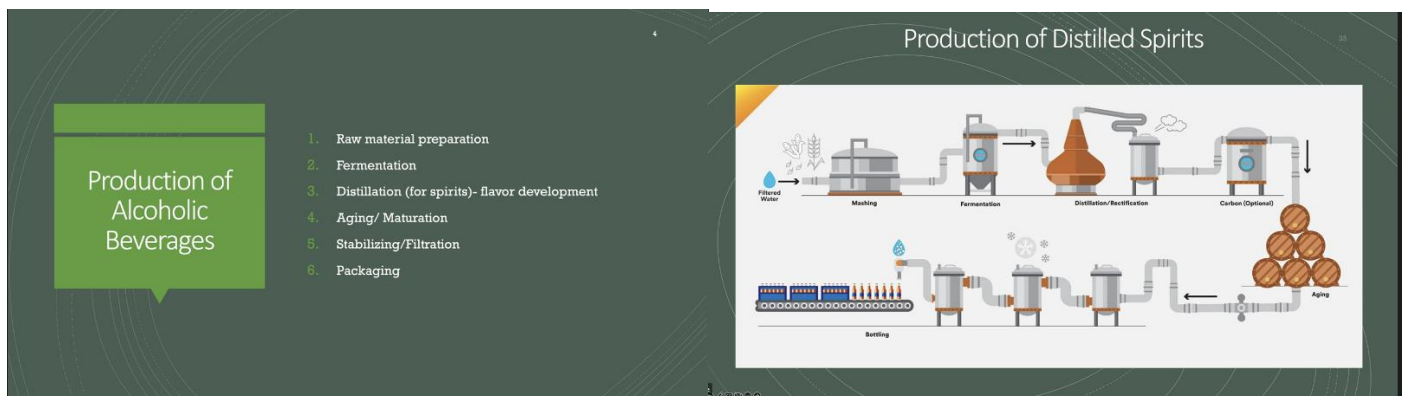 4
Production of
Alcoholic
Beverages
1. Raw material preparation
2. Fermentation
3. Distillation (for spirits)- flavor development
4. Aging/ Maturation
5. Stabilizing/Filtration
6. Packaging
Production of Distilled Spirits
Filtered
Water
Mashing
Fermentation
Distillation/Rectification
Carbon (Optional)
Aging
Bottling